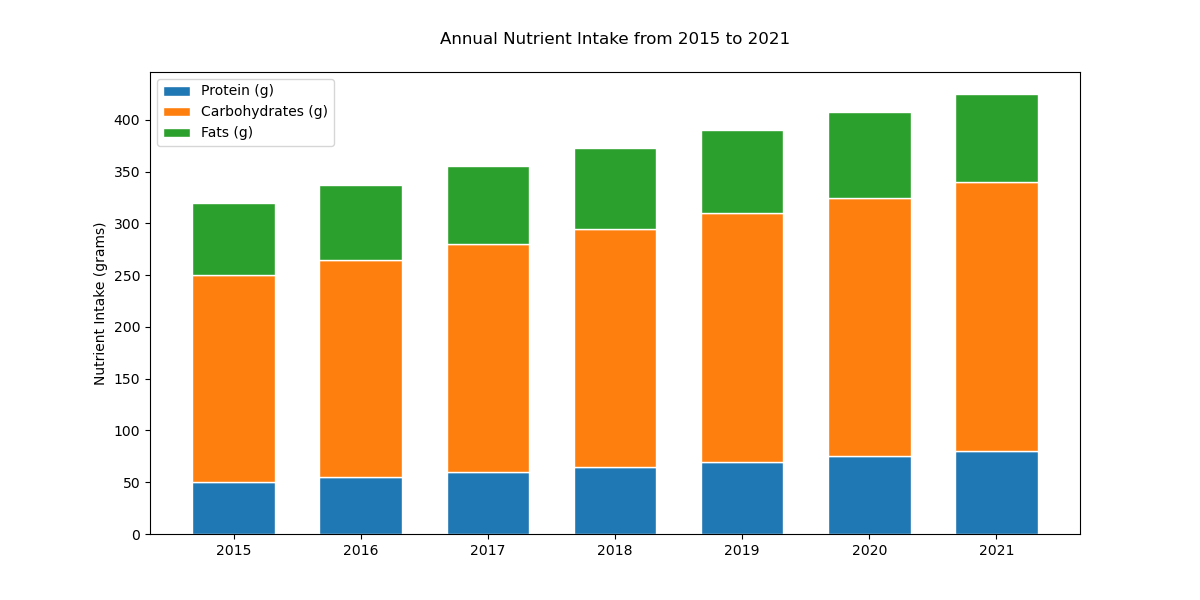 Annual Nutrient Intake from 2015 to 2021
Protein (g)
Carbohydrates (g)
Fats (g)
Nutrient Intake (grams)
400
350
300
250
200
150
100
50
0
2015 2016 2017 2018 2019 2020 2021